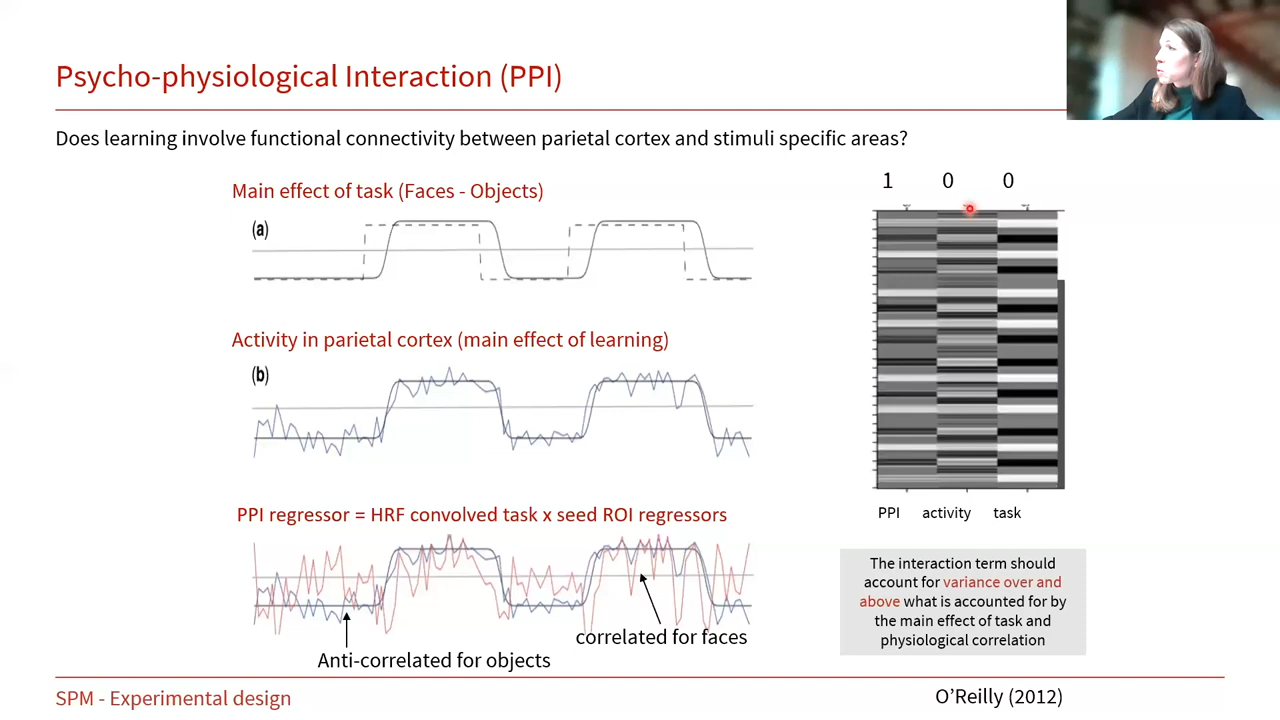 Psycho-physiological Interaction (PPI)
Does learning involve functional connectivity between parietal cortex and stimuli specific areas?
Main effect of task (Faces - Objects)
(a)
Activity in parietal cortex (main effect of learning)
(b)
PPI regressor = HRF convolved task x seed ROI regressors
correlated for faces
Anti-correlated for objects
1 0 0
PPI activity task
The interaction term should
account for variance over and
above what is accounted for by
the main effect of task and
physiological correlation
SPM - Experimental design
O’Reilly (2012)